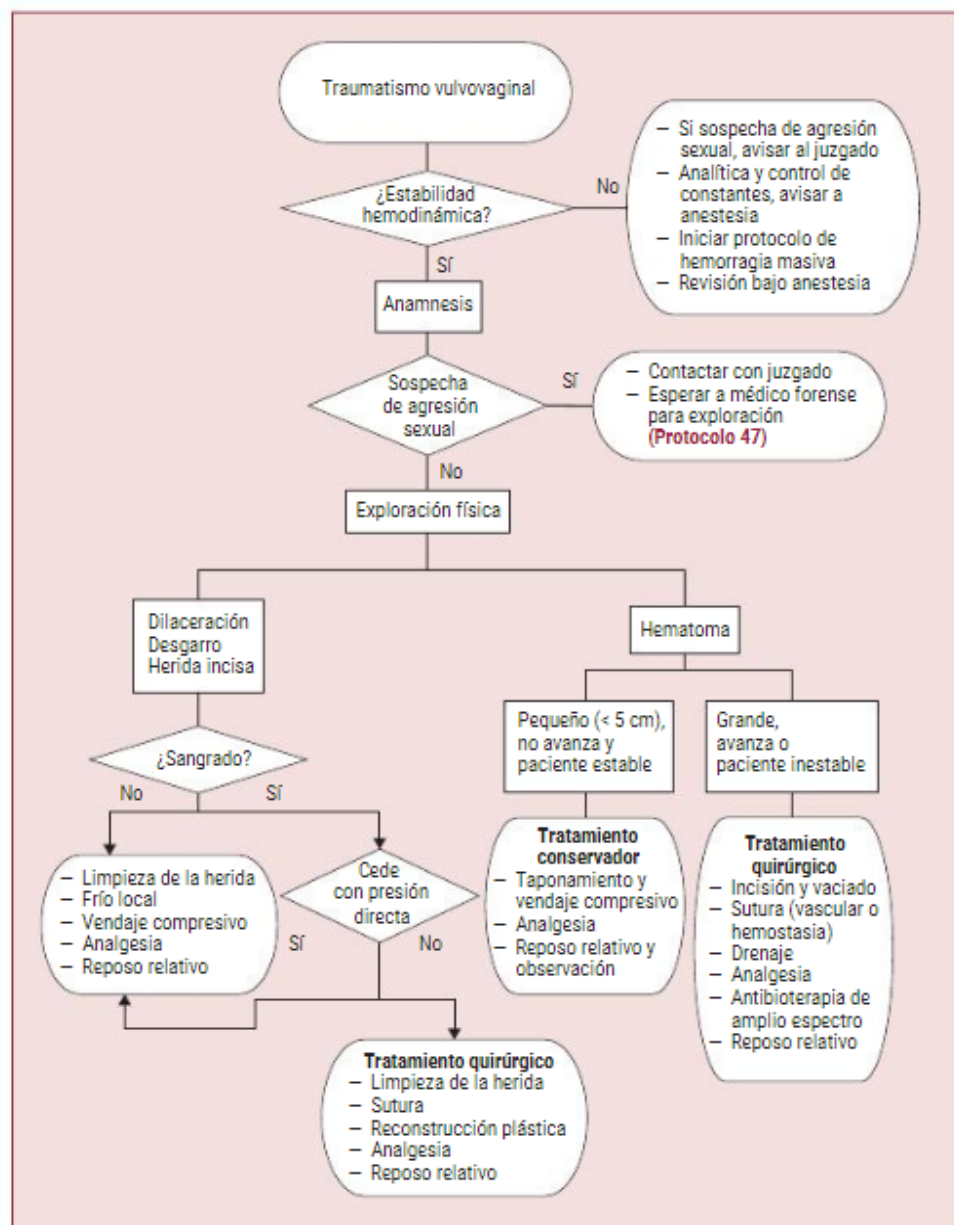 Traumatismo vulvovaginal
¿Estabilidad
hemodinámica?
No
– Si sospecha de agresión
sexual, avisar al juzgado
– Analítica y control de
constantes, avisar a
anestesia
– Iniciar protocolo de
hemorragia masiva
– Revisión bajo anestesia
Sí
Anamnesis
Sospecha
de agresión
sexual
Sí
– Contactar con juzgado
– Esperar a médico forense
para exploración
(Protocolo 47)
No
Exploración física
Dilaceración
Desgarro
Herida incisa
Hematoma
¿Sangrado?
No
Sí
Pequeño (< 5 cm),
no avanza y
paciente estable
Grande,
avanza o
paciente inestable
– Limpieza de la herida
– Frío local
– Vendaje compresivo
– Analgesia
– Reposo relativo
Cede
con presión
directa
Sí
No
Tratamiento
conservador
– Taponamiento y
vendaje compresivo
– Analgesia
– Reposo relativo y
observación
Tratamiento
quirúrgico
– Incisión y vaciado
– Sutura (vascular o
hemostasia)
– Drenaje
– Analgesia
– Antibioterapia de
amplio espectro
– Reposo relativo
Tratamiento quirúrgico
– Limpieza de la herida
– Sutura
– Reconstrucción plástica
– Analgesia
– Reposo relativo